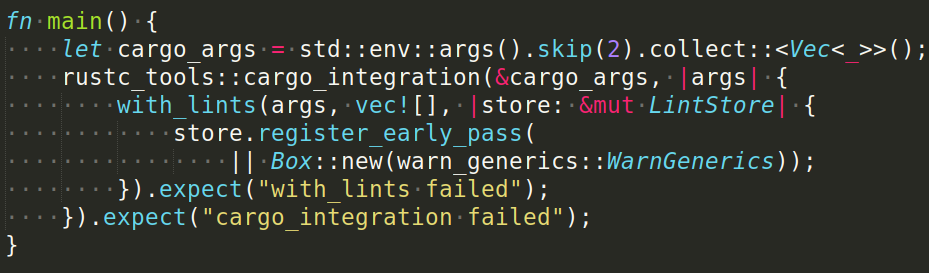 fn main() {
    let cargo_args = std::env::args().skip(2).collect::<Vec<_>>();
    rustc_tools::cargo_integration(&cargo_args, |args| {
        with_lints(args, vec![], |store: &mut LintStore| {
            store.register_early_pass(
                || Box::new(warn_generics::WarnGenerics));
        }).expect("with_lints failed");
    }).expect("cargo_integration failed");
}